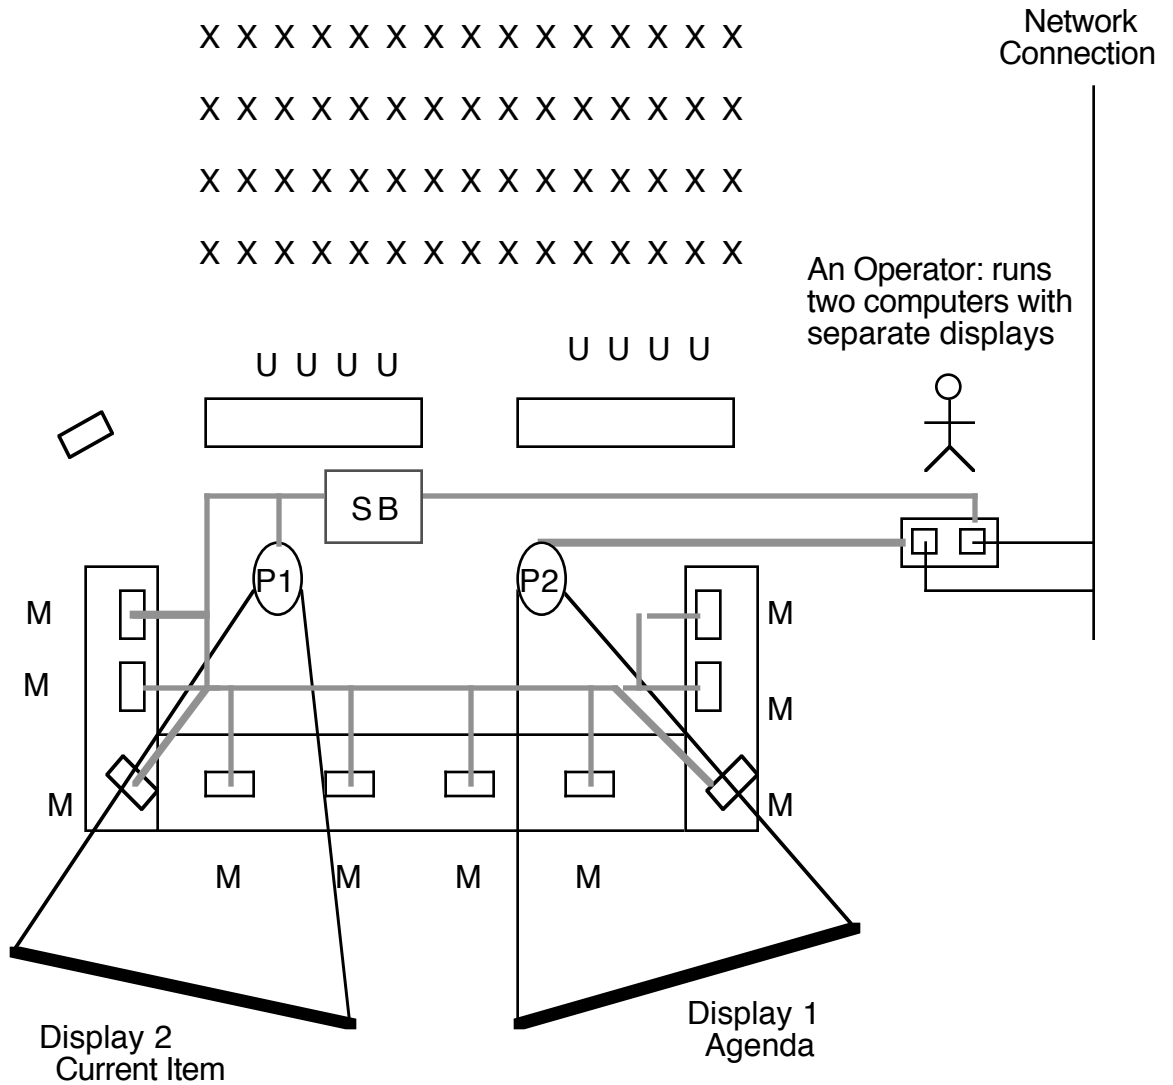 Network
Connection
X X X X X X X X X X X X X X X
X X X X X X X X X X X X X X X
X X X X X X X X X X X X X X X
X X X X X X X X X X X X X X X
An Operator: runs
two computers with
separate displays
U U U U
U U U U
S B
P1
P2
M
M
M
M
M
M
M
M
M
M
Display 2
Current Item
Display 1
Agenda